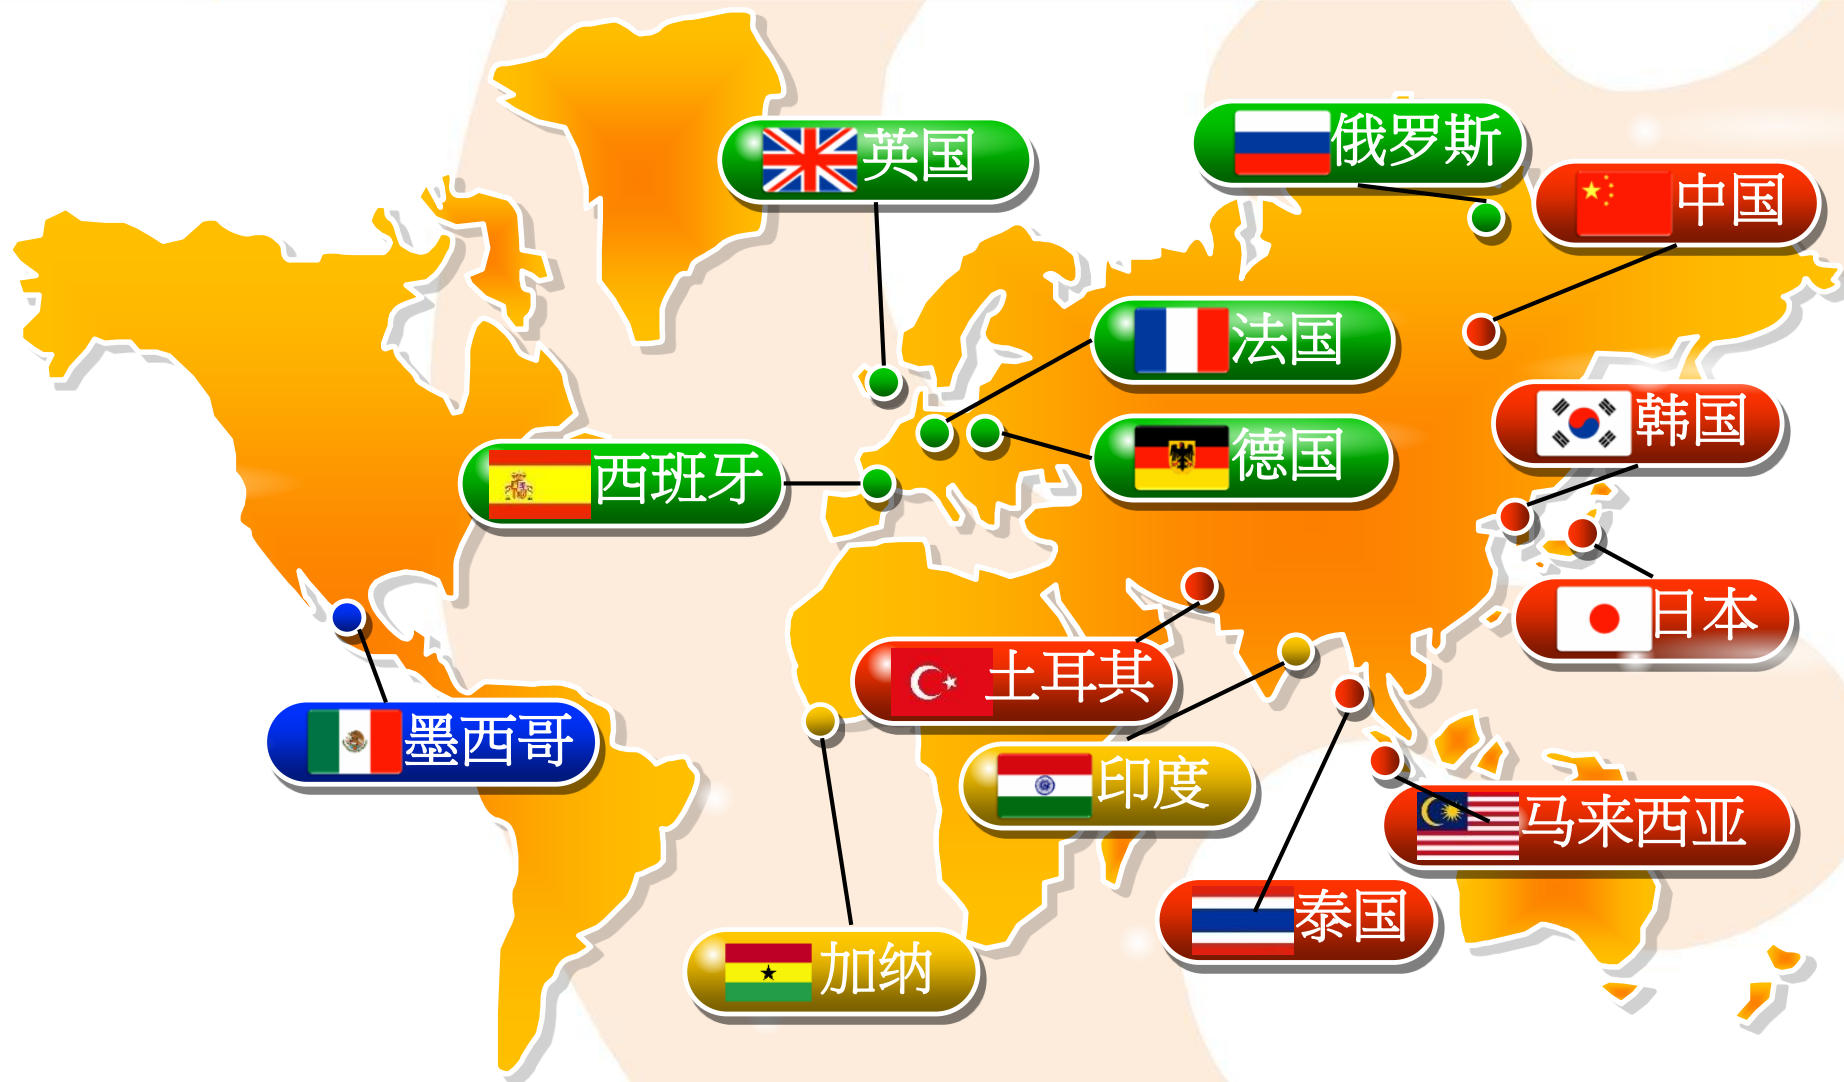 英国
俄罗斯
中国
法国
韩国
德国
西班牙
日本
土耳其
墨西哥
印度
马来西亚
泰国
加纳